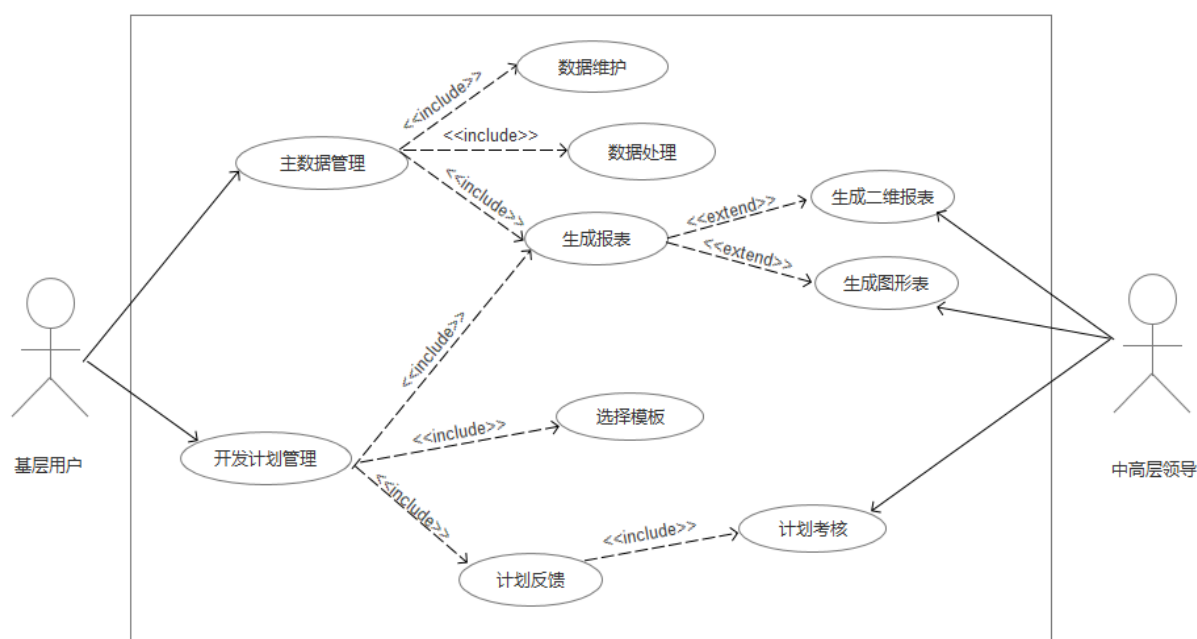 数据维护
<<include>>
<<include>>
数据处理
主数据管理
<<include>>
生成二维报表
<<extend>>
生成报表
<<extend>>
生成图形表
<<include>>
选择模板
<<include>>
开发计划管理
基层用户
中高层领导
<<include>>
<<include>>
计划考核
计划反馈